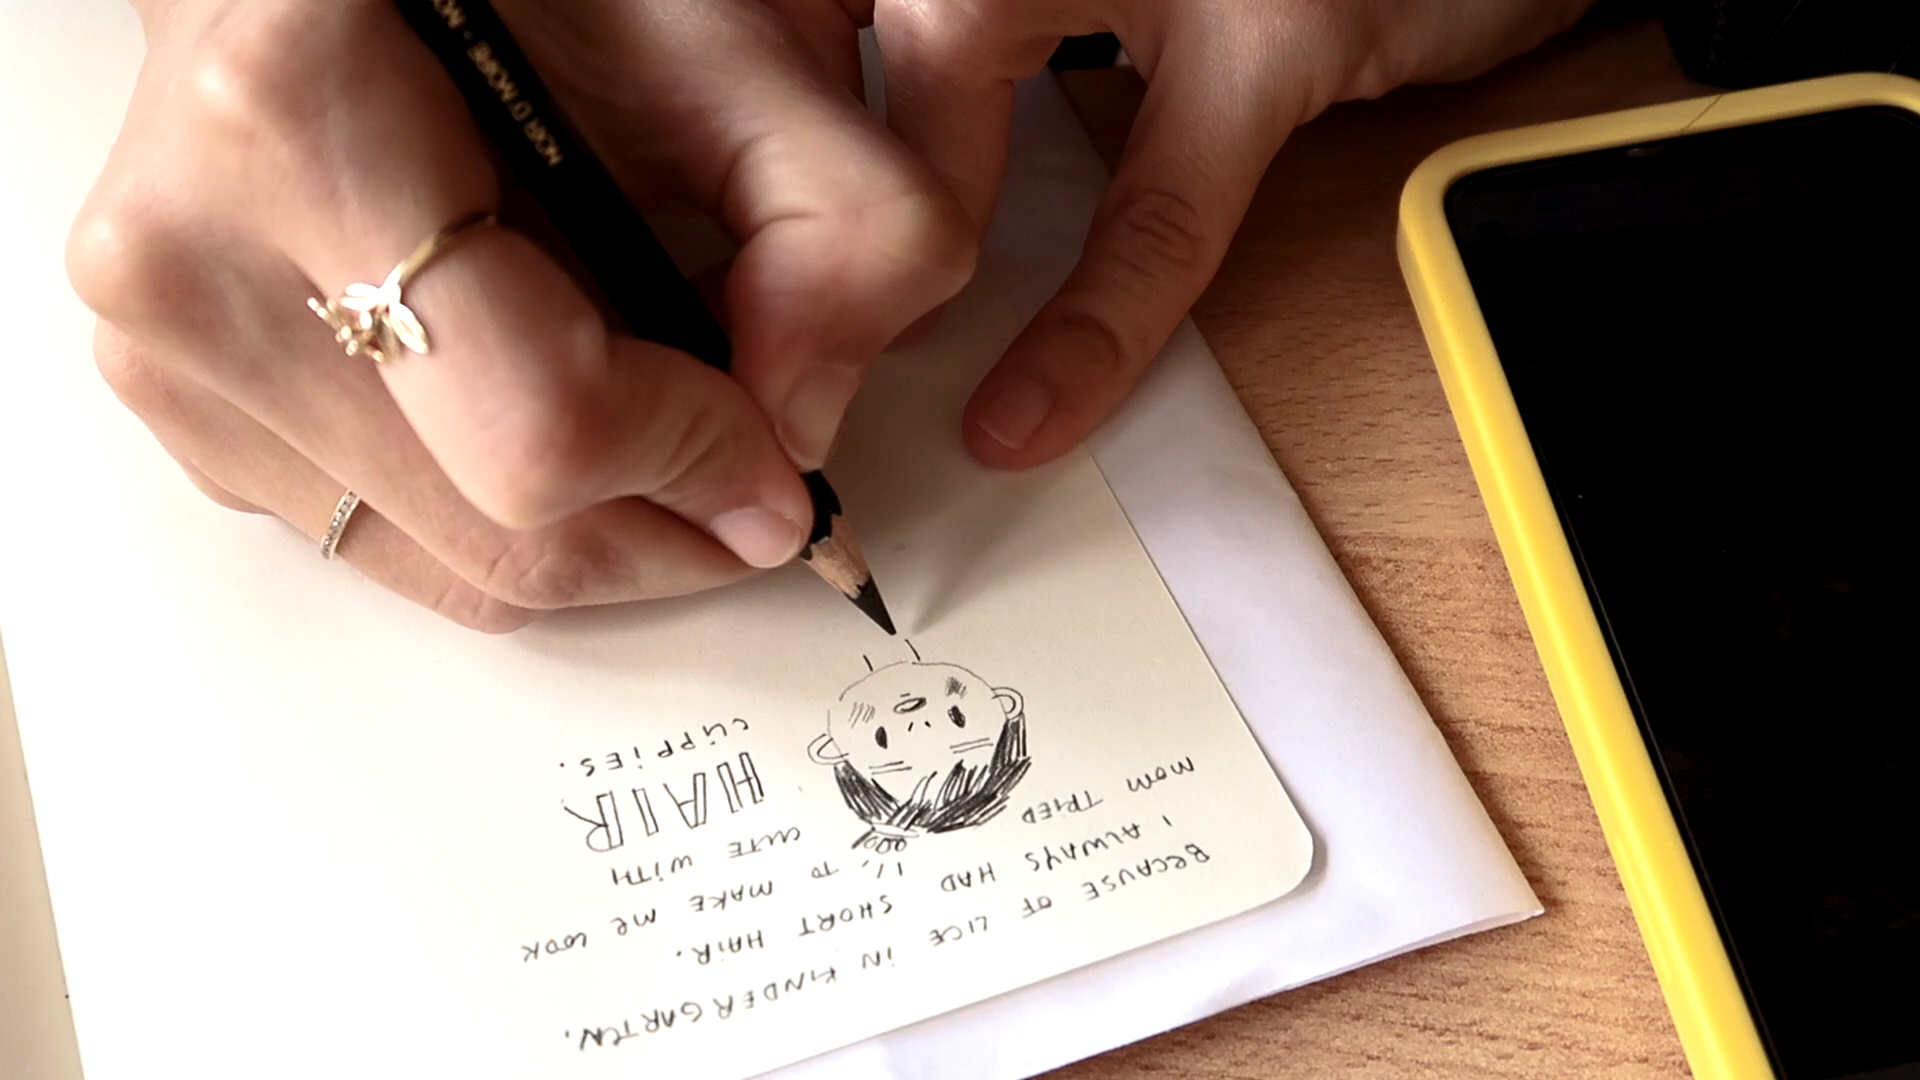 BECAUSE OF LICE IN KINDERGARTEN,
I ALWAYS HAD SHORT HAIR.
MOM TRIED TO MAKE ME LOOK
CUTE WITH
HAIR
CLIPPIES.